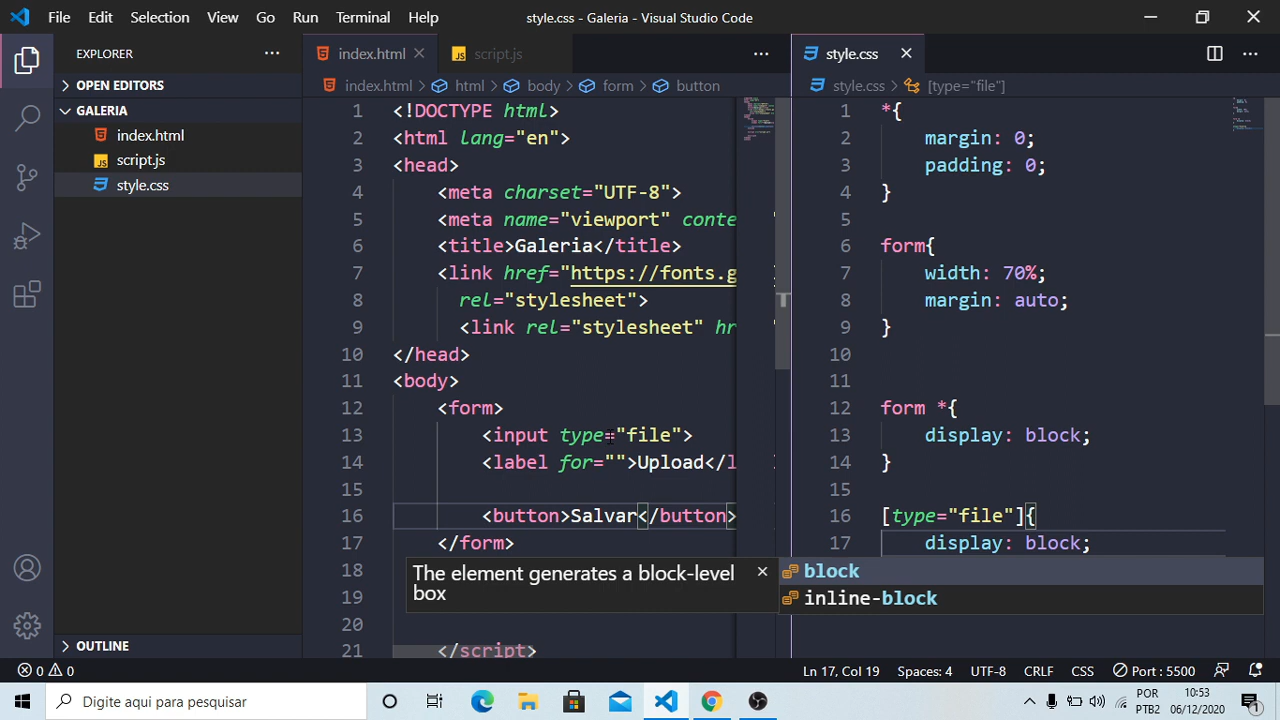 File Edit Selection View Go Run Terminal Help style.css - Galeria - Visual Studio Code
EXPLORER
OPEN EDITORS
GALERIA
index.html
script.js
style.css
OUTLINE
index.html script.js
index.html > html > body > form > button
1 <!DOCTYPE html>
2 <html lang="en">
3 <head>
4 <meta charset="UTF-8">
5 <meta name="viewport" conte
6 <title>Galeria</title>
7 <link href="https://fonts.g
8 rel="stylesheet">
9 <link rel="stylesheet" hr
10 </head>
11 <body>
12 <form>
13 <input type="file">
14 <label for="">Upload</l
15
16 <button>Salvar</button>
17 </form>
18
19
20
21 </script>
The element generates a block-level
box
style.css
style.css > [type="file"]
1 *{
2 margin: 0;
3 padding: 0;
4 }
5
6 form{
7 width: 70%;
8 margin: auto;
9 }
10
11
12 form *{
13 display: block;
14 }
15
16 [type="file"]{
17 display: block;
block
inline-block
0 0 Ln 17, Col 19 Spaces: 4 UTF-8 CRLF CSS Port : 5500
Digite aqui para pesquisar
POR
PTB2
10:53
06/12/2020
1